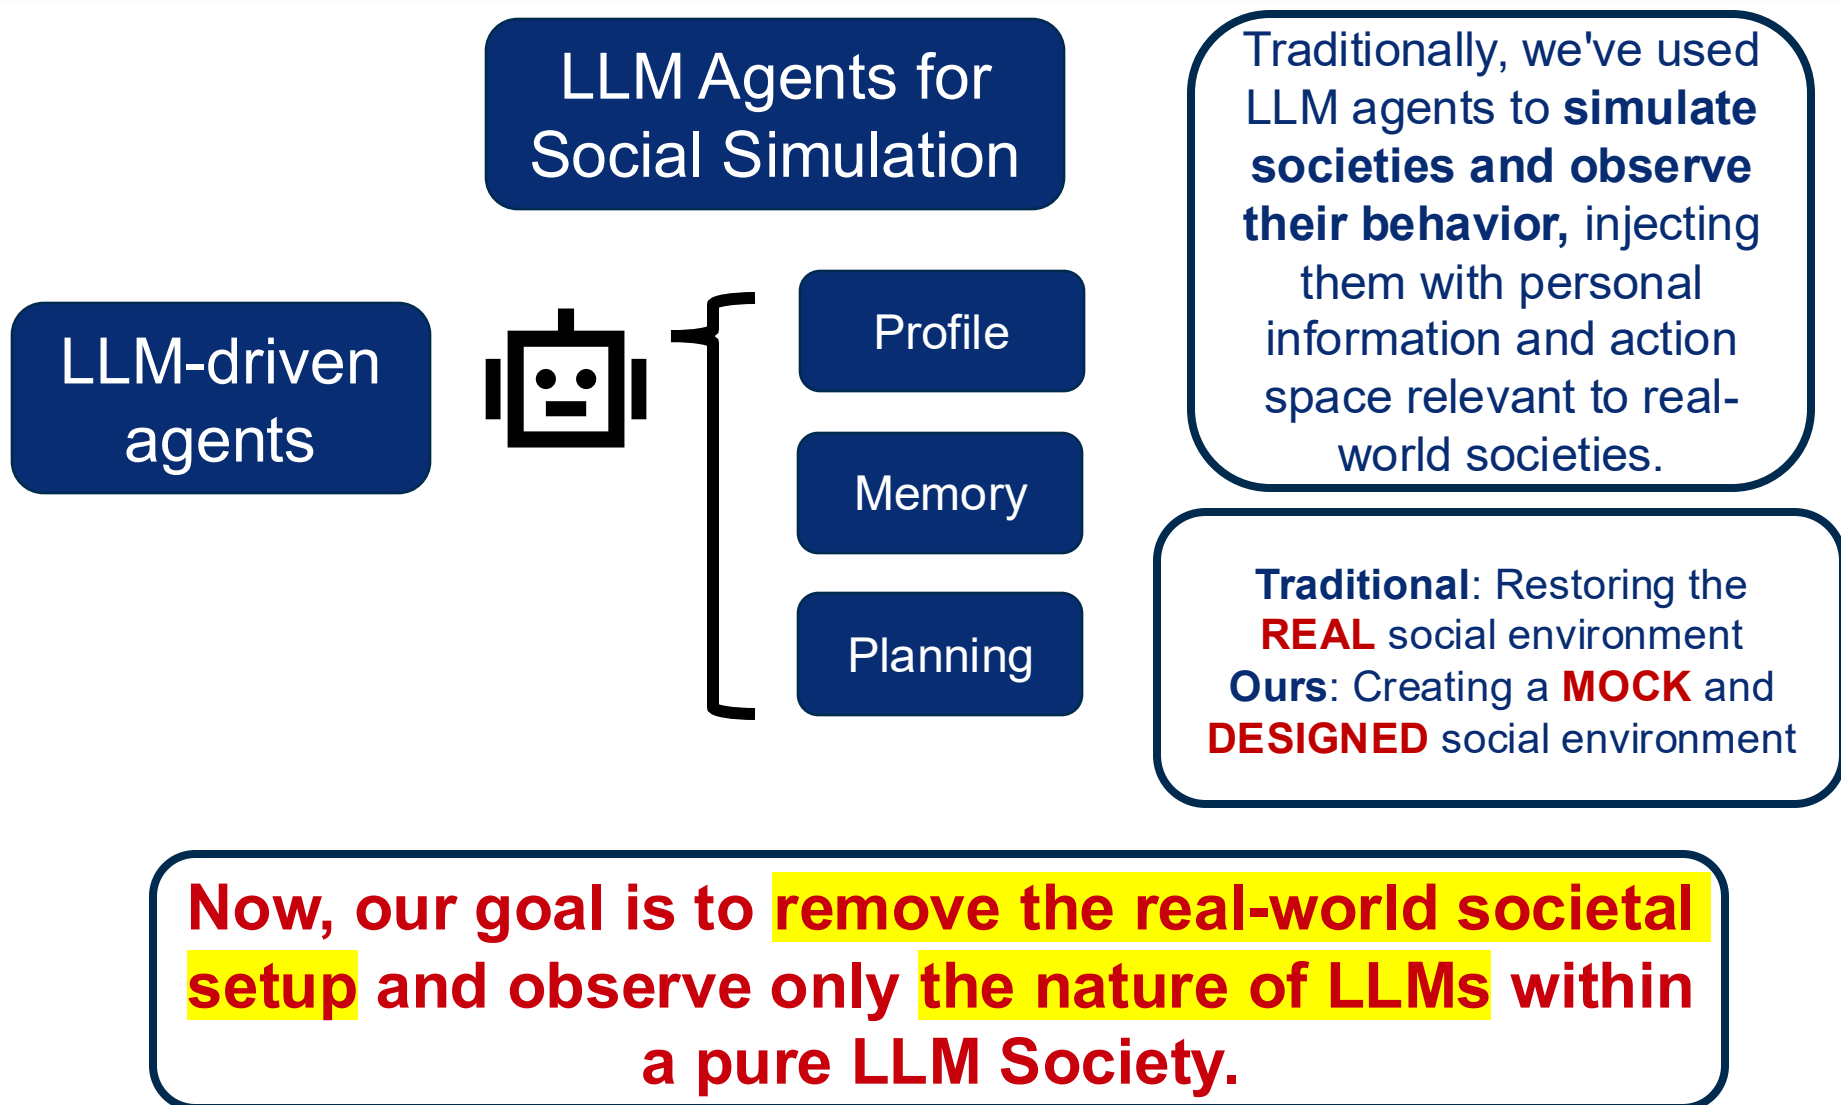 LLM Agents for
Social Simulation
LLM-driven
agents
Profile
Memory
Planning
Traditionally, we've used
LLM agents to simulate
societies and observe
their behavior, injecting
them with personal
information and action
space relevant to real-
world societies.
Traditional: Restoring the
REAL social environment
Ours: Creating a MOCK and
DESIGNED social environment
Now, our goal is to remove the real-world societal
setup and observe only the nature of LLMs within
a pure LLM Society.